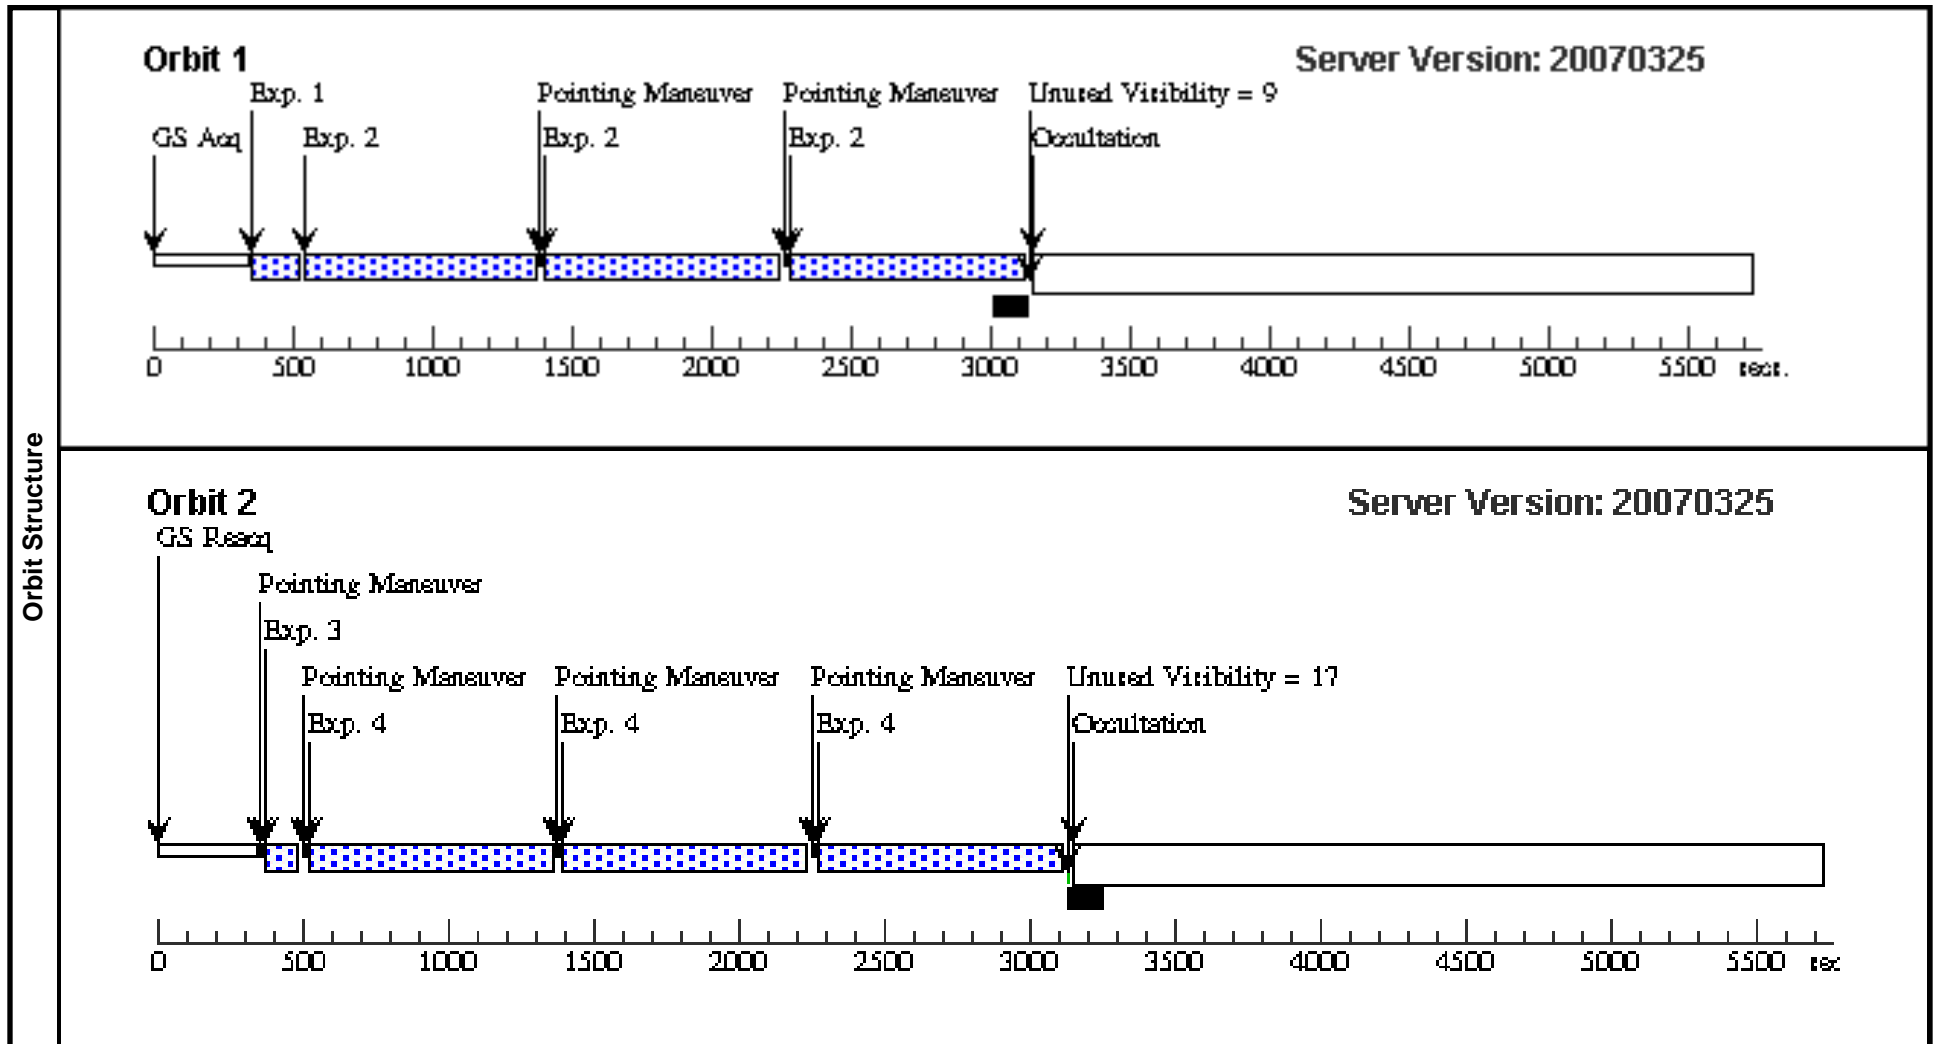 Orbit Structure
Orbit 1
Server Version: 20070325
Exp. 1
Pointing Maneuver
Pointing Maneuver
Unused Visibility = 9
GS Acq
Exp. 2
Exp. 2
Exp. 2
Occultation
0 500 1000 1500 2000 2500 3000 3500 4000 4500 5000 5500 secs.
Orbit 2
Server Version: 20070325
GS Reacq
Pointing Maneuver
Exp. 3
Pointing Maneuver
Pointing Maneuver
Pointing Maneuver
Unused Visibility = 17
Exp. 4
Exp. 4
Exp. 4
Occultation
0 500 1000 1500 2000 2500 3000 3500 4000 4500 5000 5500 sec